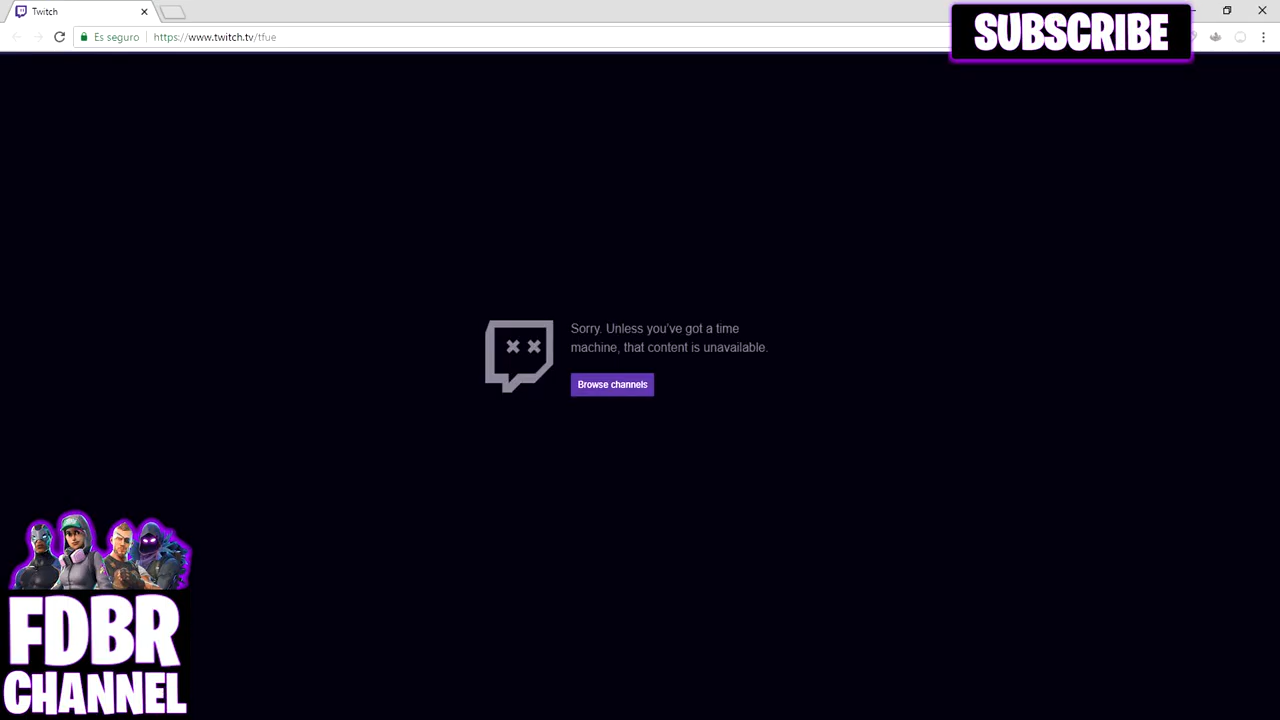 Twitch
SUBSCRIBE
Es seguro
https://www.twitch.tv/tfue
Sorry. Unless you've got a time
machine, that content is unavailable.
Browse channels
FDBR
CHANNEL